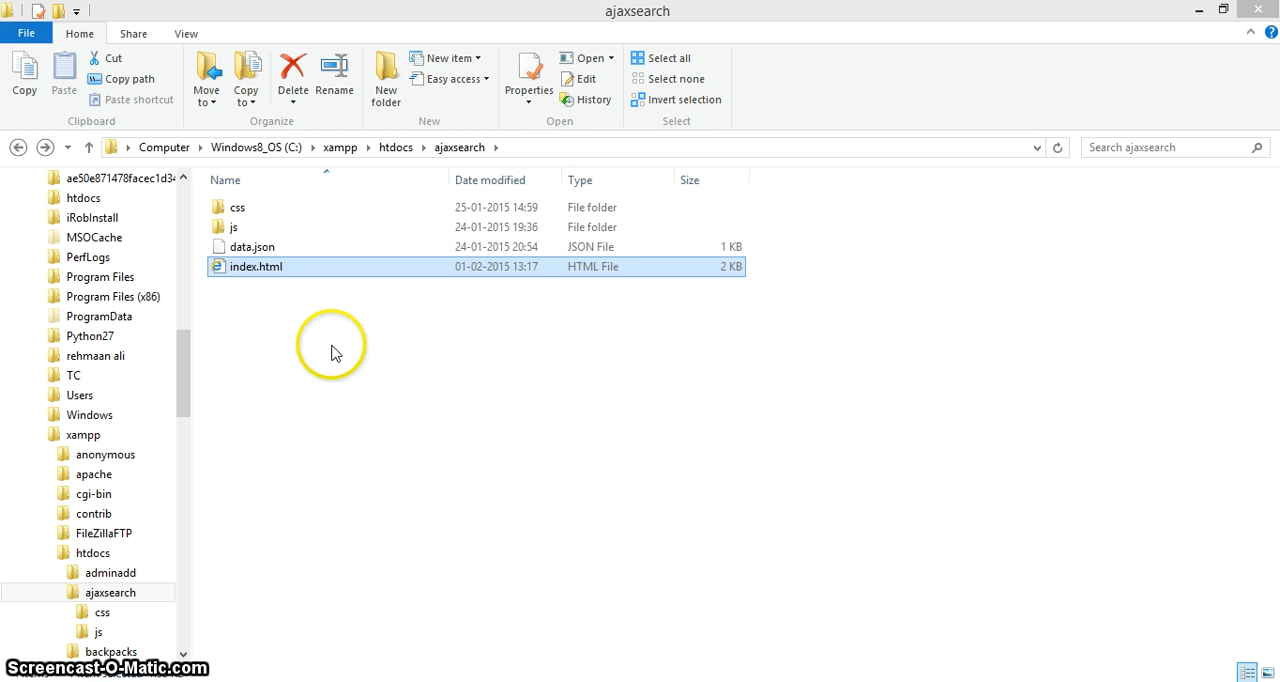 ajaxsearch
File Home Share View
Copy Paste Cut Copy path Paste shortcut Move to Copy to Delete Rename New folder New item Easy access Properties Open Edit History Select all Select none Invert selection
Clipboard Organize New Open Select
Computer Windows8_OS (C:) xampp htdocs ajaxsearch Search ajaxsearch
Name Date modified Type Size
css 25-01-2015 14:59 File folder
js 24-01-2015 19:36 File folder
data.json 24-01-2015 20:54 JSON File 1 KB
index.html 01-02-2015 13:17 HTML File 2 KB
ae50e871478facec1d34
htdocs
iRobInstall
MSOCache
PerfLogs
Program Files
Program Files (x86)
ProgramData
Python27
rehmaan ali
TC
Users
Windows
xampp
anonymous
apache
cgi-bin
contrib
FileZillaFTP
htdocs
adminadd
ajaxsearch
css
js
backpacks
Screencast-O-Matic.com